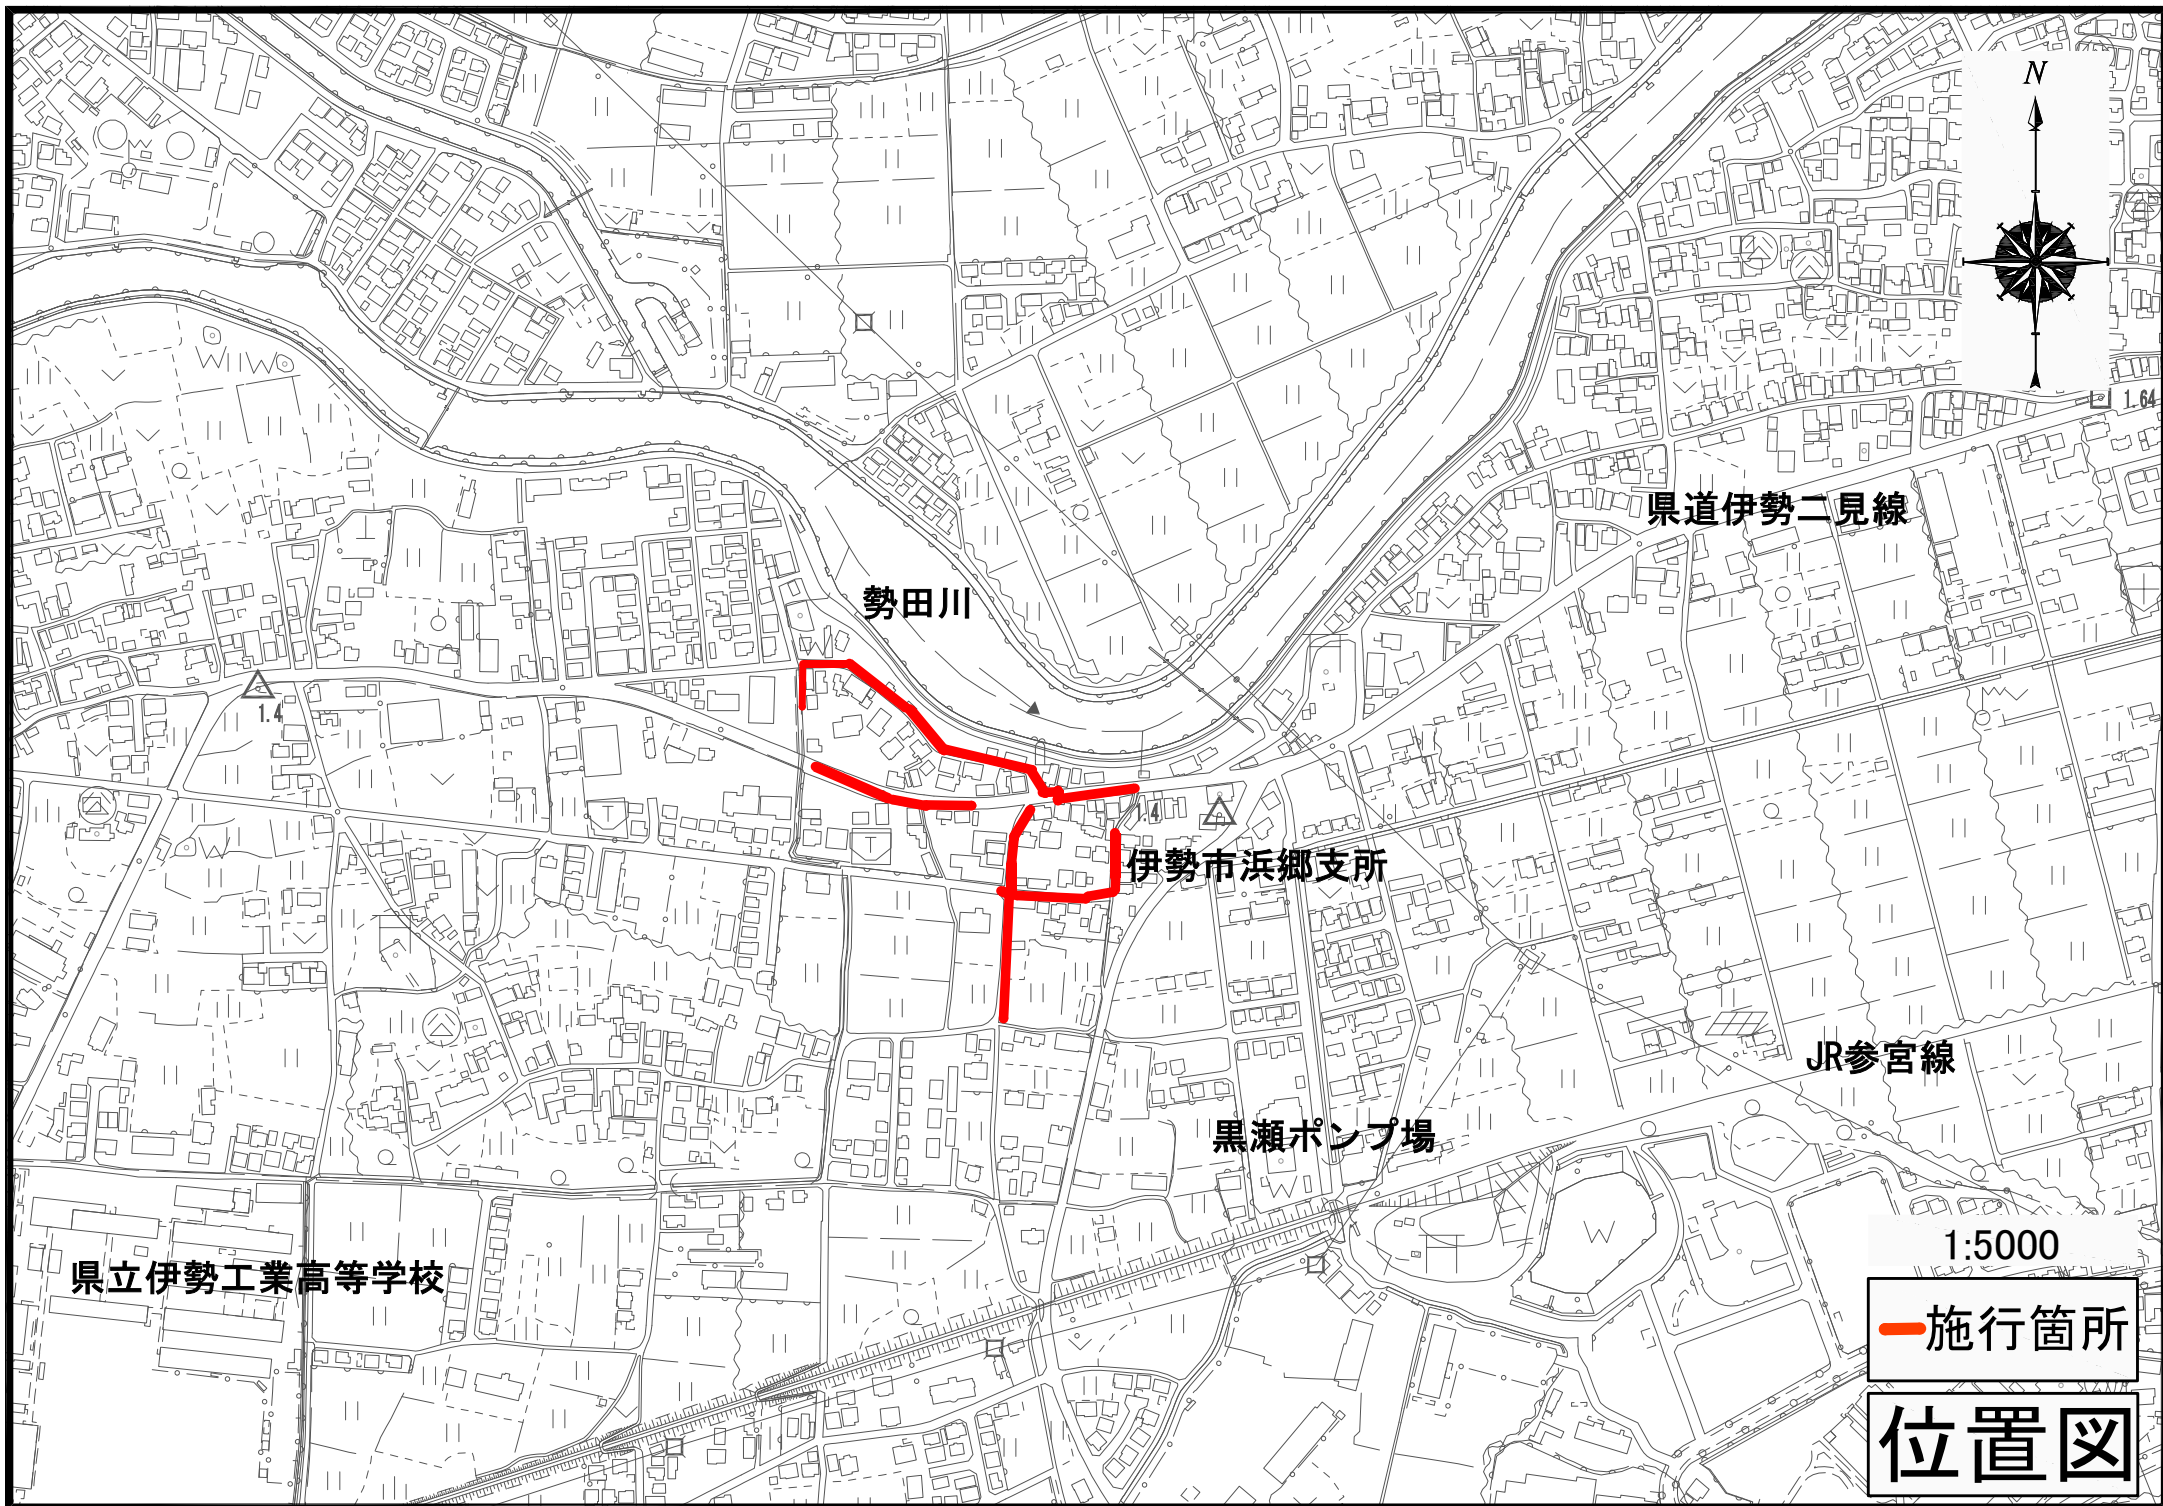 N
1.64
県道伊勢二見線
勢田川
1.4
1.4
伊勢市浜郷支所
JR参宮線
黒瀬ポンプ場
県立伊勢工業高等学校
1:5000
施行箇所
位置図